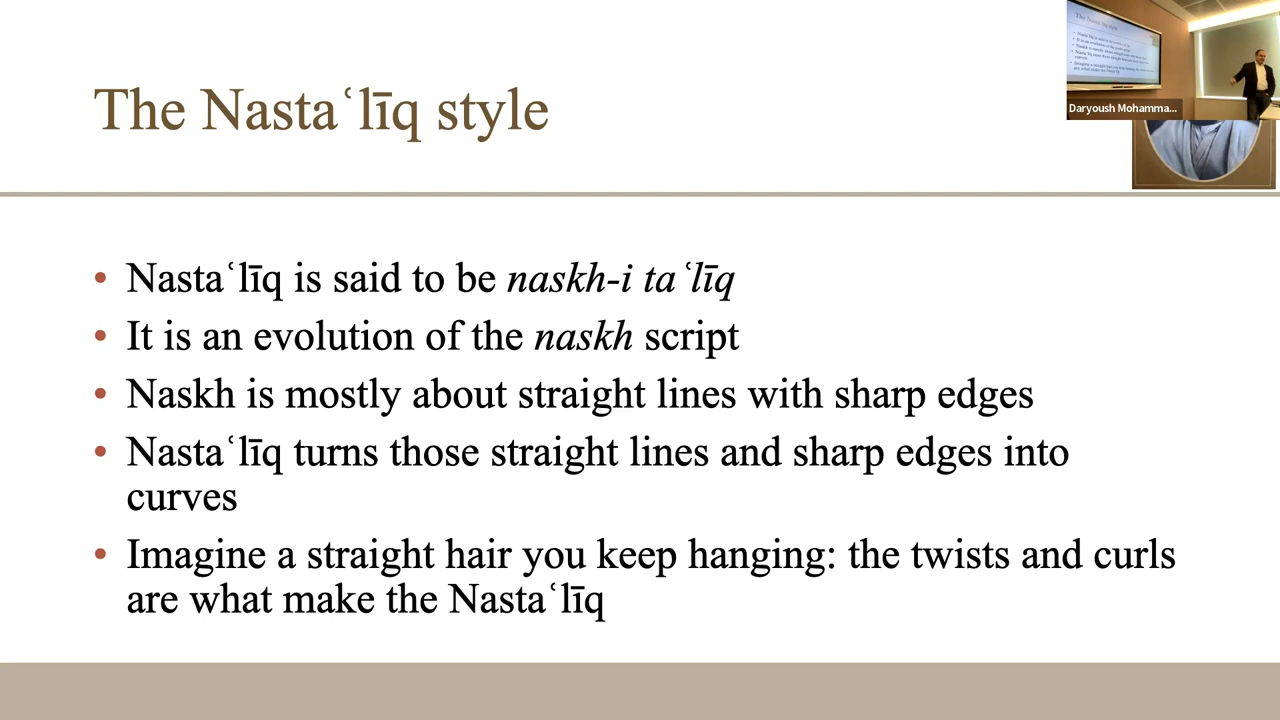 The Nastaʿlīq style
Daryoush Mohamma...
• Nastaʿlīq is said to be naskh-i taʿlīq
• It is an evolution of the naskh script
• Naskh is mostly about straight lines with sharp edges
• Nastaʿlīq turns those straight lines and sharp edges into
curves
• Imagine a straight hair you keep hanging: the twists and curls
are what make the Nastaʿlīq